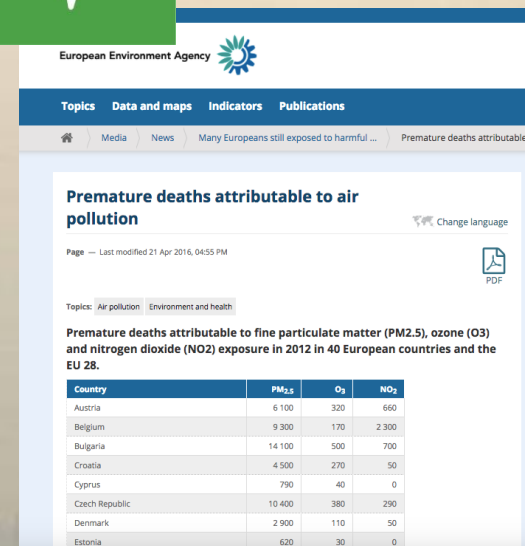 European Environment Agency
Topics Data and maps Indicators Publications
Media News Many Europeans still exposed to harmful ... Premature deaths attributable
Premature deaths attributable to air
pollution
Change language
Page — Last modified 21 Apr 2016, 04:55 PM
PDF
Topics: Air pollution Environment and health
Premature deaths attributable to fine particulate matter (PM2.5), ozone (O3)
and nitrogen dioxide (NO2) exposure in 2012 in 40 European countries and the
EU 28.
Country PM2.5 O3 NO2
Austria 6 100 320 660
Belgium 9 300 170 2 300
Bulgaria 14 100 500 700
Croatia 4 500 270 50
Cyprus 790 40 0
Czech Republic 10 400 380 290
Denmark 2 900 110 50
Estonia 620 30 0